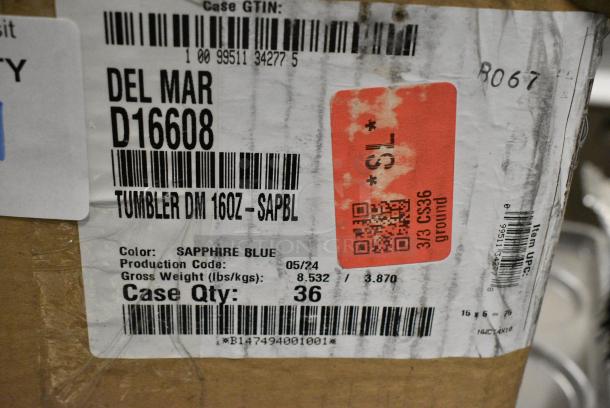 sit
TY
Case GTIN:
1 00 99511 34277 5
DEL MAR
D16608
TUMBLER DM 16OZ-SAPBL
Color: SAPPHIRE BLUE
Production Code: 05/24
Gross Weight (lbs/kgs): 8.532 / 3.870
Case Qty: 36
*B147494001001*
*SL*
3/3 CS36
ground
B067
Item UPC: